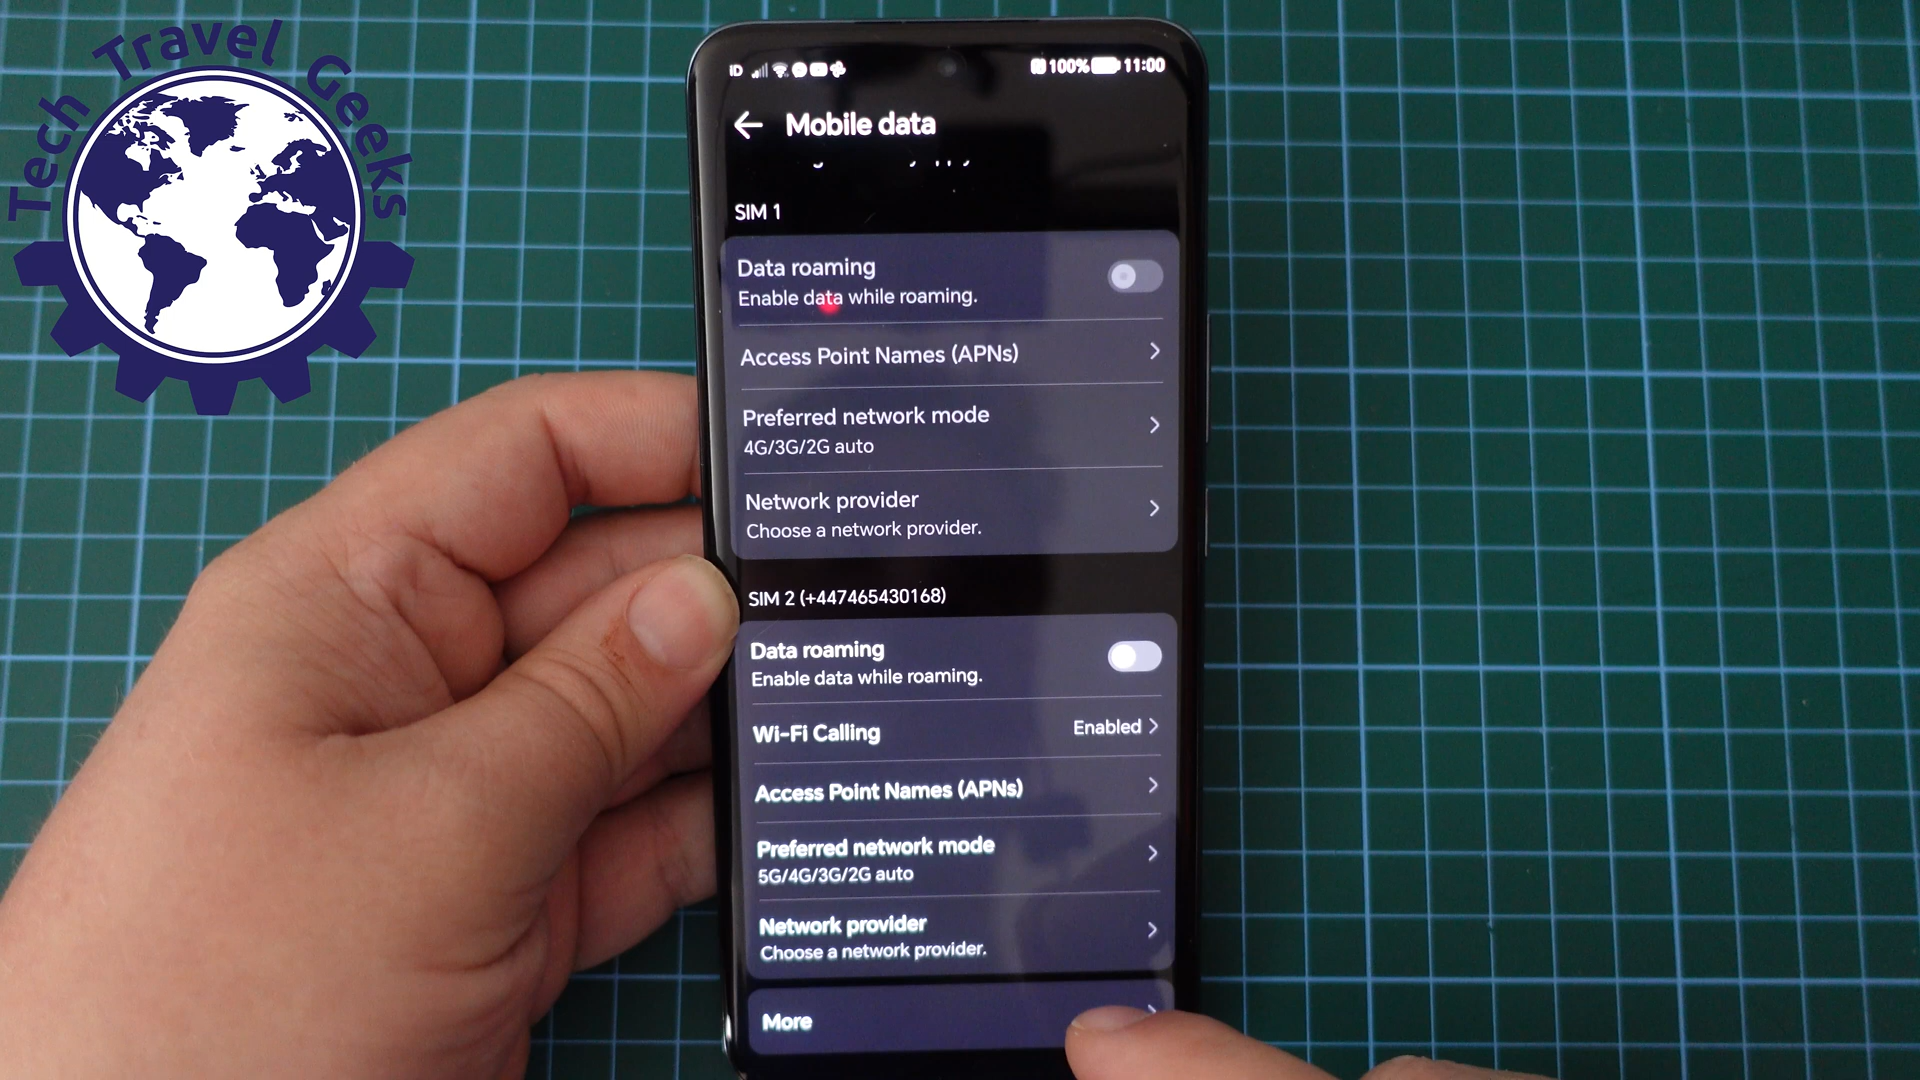 Tech Travel Geeks
ID 100% 11:00
Mobile data
SIM 1
Data roaming
Enable data while roaming.
Access Point Names (APNs)
Preferred network mode
4G/3G/2G auto
Network provider
Choose a network provider.
SIM 2 (+447465430168)
Data roaming
Enable data while roaming.
Wi-Fi Calling Enabled
Access Point Names (APNs)
Preferred network mode
5G/4G/3G/2G auto
Network provider
Choose a network provider.
More